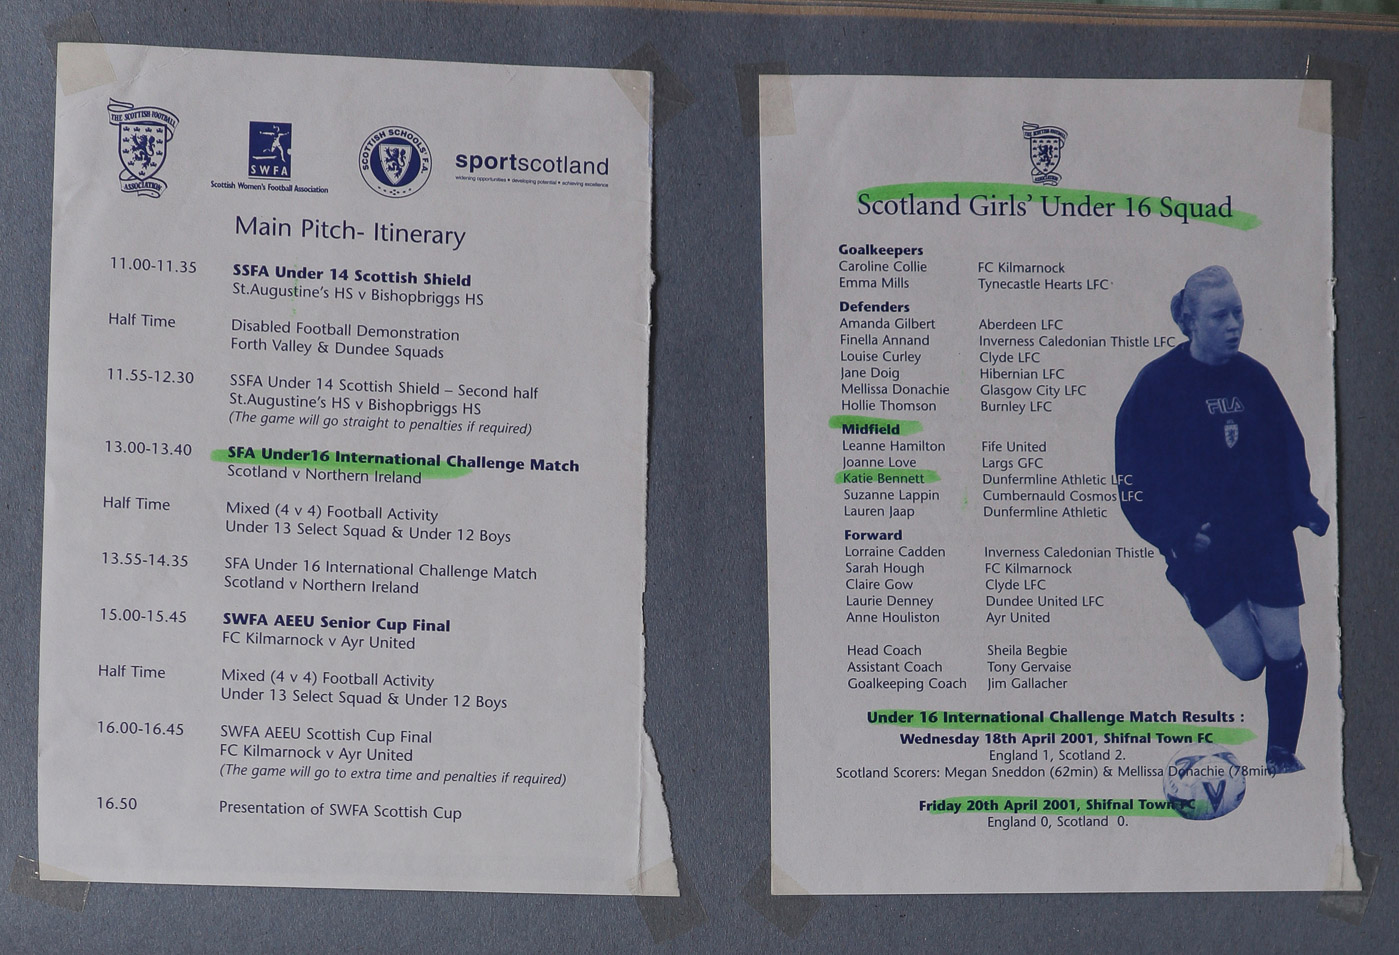 THE SCOTTISH FOOTBALL
ASSOCIATION
SWFA
Scottish Women's Football Association
SCOTTISH SCHOOLS' F.A.
sportscotland
widening opportunities • developing potential • achieving excellence
Main Pitch- Itinerary
11.00-11.35 SSFA Under 14 Scottish Shield
St.Augustine's HS v Bishopbriggs HS
Half Time Disabled Football Demonstration
Forth Valley & Dundee Squads
11.55-12.30 SSFA Under 14 Scottish Shield – Second half
St.Augustine's HS v Bishopbriggs HS
(The game will go straight to penalties if required)
13.00-13.40 SFA Under16 International Challenge Match
Scotland v Northern Ireland
Half Time Mixed (4 v 4) Football Activity
Under 13 Select Squad & Under 12 Boys
13.55-14.35 SFA Under 16 International Challenge Match
Scotland v Northern Ireland
15.00-15.45 SWFA AEEU Senior Cup Final
FC Kilmarnock v Ayr United
Half Time Mixed (4 v 4) Football Activity
Under 13 Select Squad & Under 12 Boys
16.00-16.45 SWFA AEEU Scottish Cup Final
FC Kilmarnock v Ayr United
(The game will go to extra time and penalties if required)
16.50 Presentation of SWFA Scottish Cup
THE SCOTTISH FOOTBALL
ASSOCIATION
Scotland Girls' Under 16 Squad
Goalkeepers
Caroline Collie FC Kilmarnock
Emma Mills Tynecastle Hearts LFC
Defenders
Amanda Gilbert Aberdeen LFC
Finella Annand Inverness Caledonian Thistle LFC
Louise Curley Clyde LFC
Jane Doig Hibernian LFC
Mellissa Donachie Glasgow City LFC
Hollie Thomson Burnley LFC
Midfield
Leanne Hamilton Fife United
Joanne Love Largs GFC
Katie Bennett Dunfermline Athletic LFC
Suzanne Lappin Cumbernauld Cosmos LFC
Lauren Jaap Dunfermline Athletic
Forward
Lorraine Cadden Inverness Caledonian Thistle
Sarah Hough FC Kilmarnock
Claire Gow Clyde LFC
Laurie Denney Dundee United LFC
Anne Houliston Ayr United
Head Coach Sheila Begbie
Assistant Coach Tony Gervaise
Goalkeeping Coach Jim Gallacher
FILA
Under 16 International Challenge Match Results :
Wednesday 18th April 2001, Shifnal Town FC
England 1, Scotland 2.
Scotland Scorers: Megan Sneddon (62min) & Mellissa Donachie (78min)
Friday 20th April 2001, Shifnal Town FC
England 0, Scotland 0.